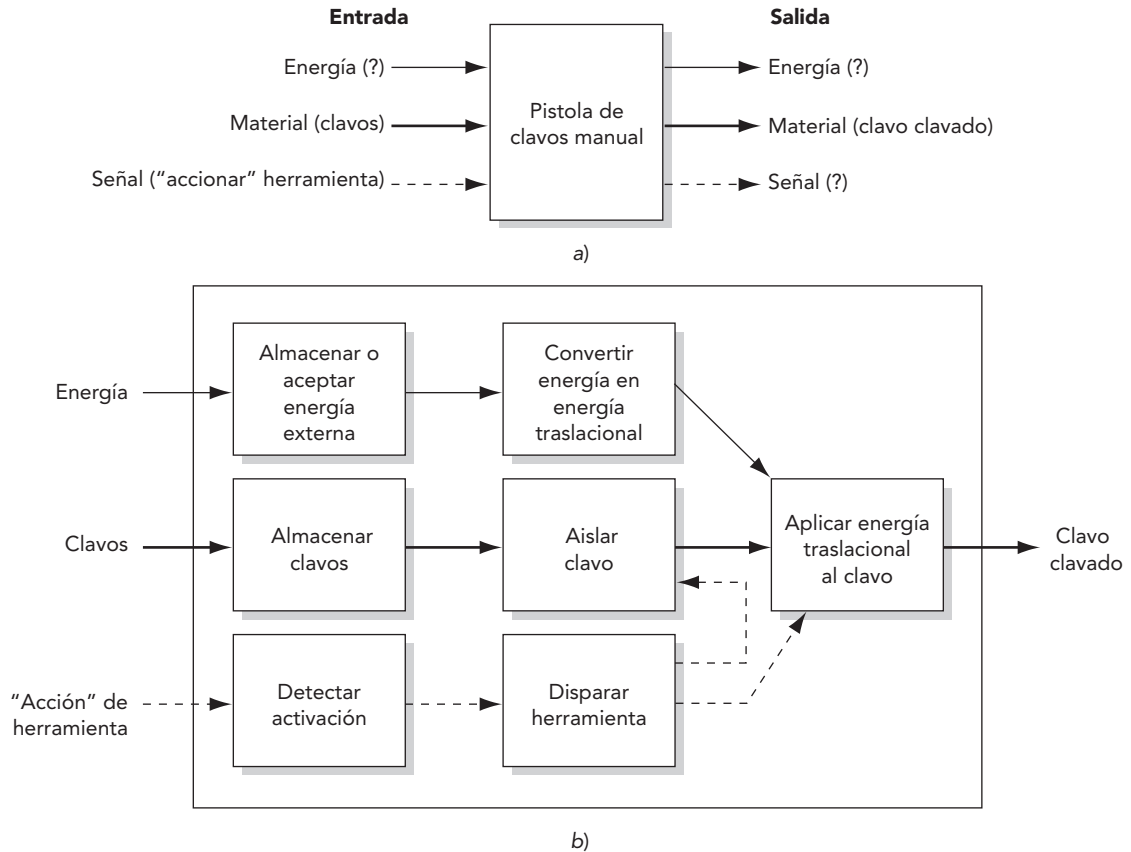 Entrada
Salida
Energía (?)
Energía (?)
Material (clavos)
Pistola de
clavos manual
Material (clavo clavado)
Señal (“accionar” herramienta)
Señal (?)
a)
Energía
Almacenar o
aceptar
energía
externa
Convertir
energía en
energía
traslacional
Clavos
Almacenar
clavos
Aislar
clavo
Aplicar energía
traslacional
al clavo
Clavo
clavado
“Acción” de
herramienta
Detectar
activación
Disparar
herramienta
b)